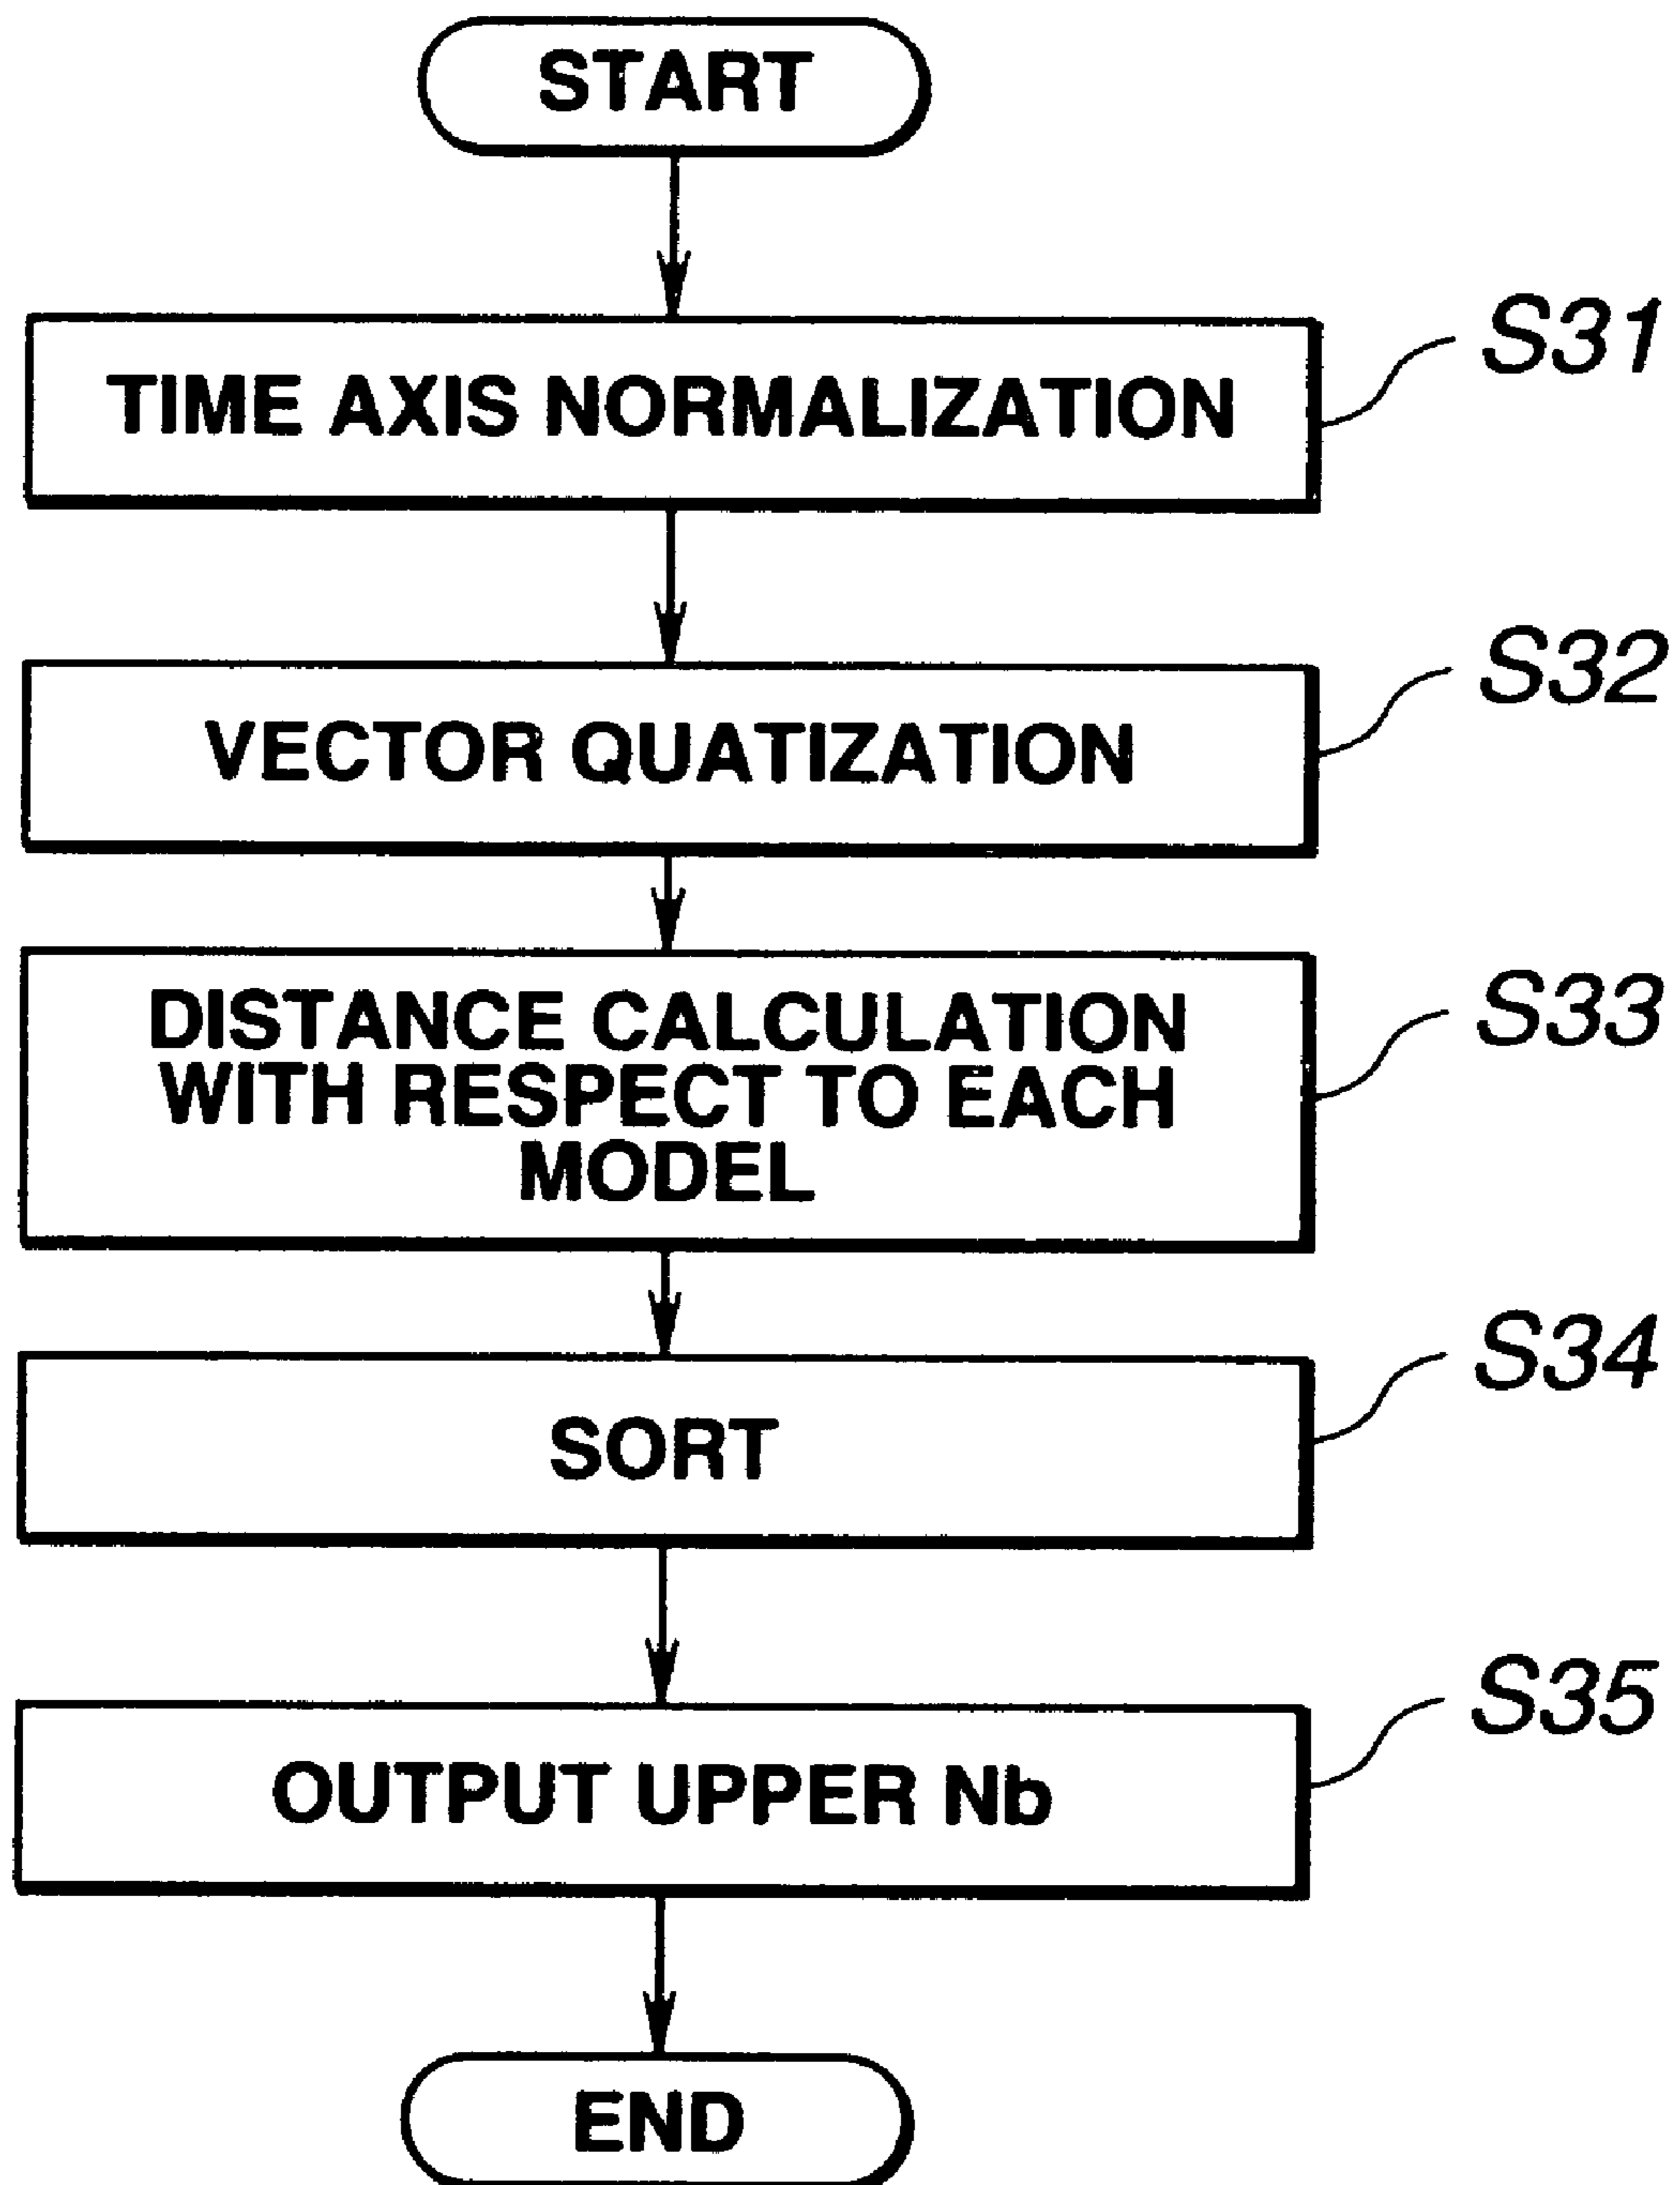 START
S31
TIME AXIS NORMALIZATION
S32
VECTOR QUATIZATION
S33
DISTANCE CALCULATION
WITH RESPECT TO EACH
MODEL
S34
SORT
S35
OUTPUT UPPER Nb
END